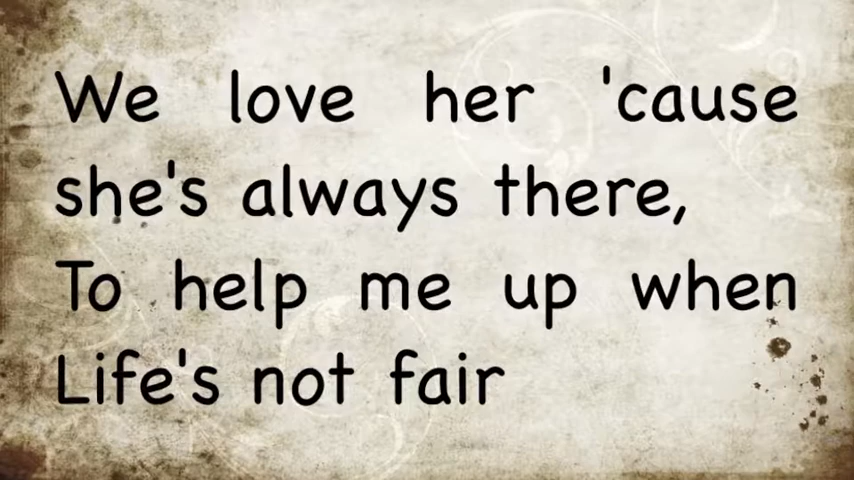 We love her 'cause
she's always there,
To help me up when
Life's not fair